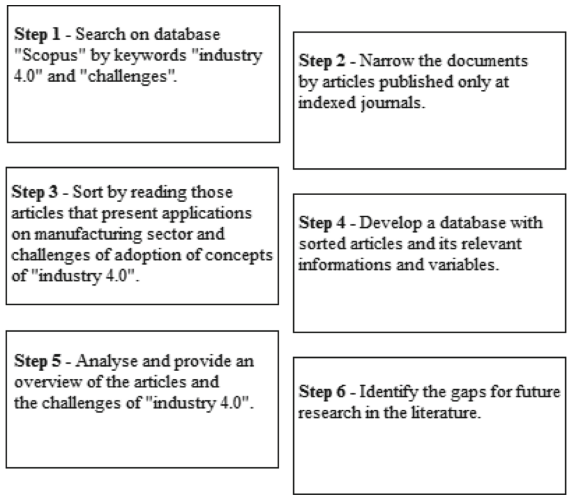 Step 1 - Search on database
"Scopus" by keywords "industry
4.0" and "challenges".
Step 2 - Narrow the documents
by articles published only at
indexed journals.
Step 3 - Sort by reading those
articles that present applications
on manufacturing sector and
challenges of adoption of concepts
of "industry 4.0".
Step 4 - Develop a database with
sorted articles and its relevant
informations and variables.
Step 5 - Analyse and provide an
overview of the articles and
the challenges of "industry 4.0".
Step 6 - Identify the gaps for future
research in the literature.